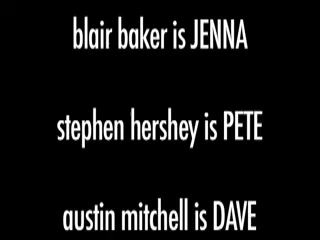 blair baker is JENNA
stephen hershey is PETE
austin mitchell is DAVE